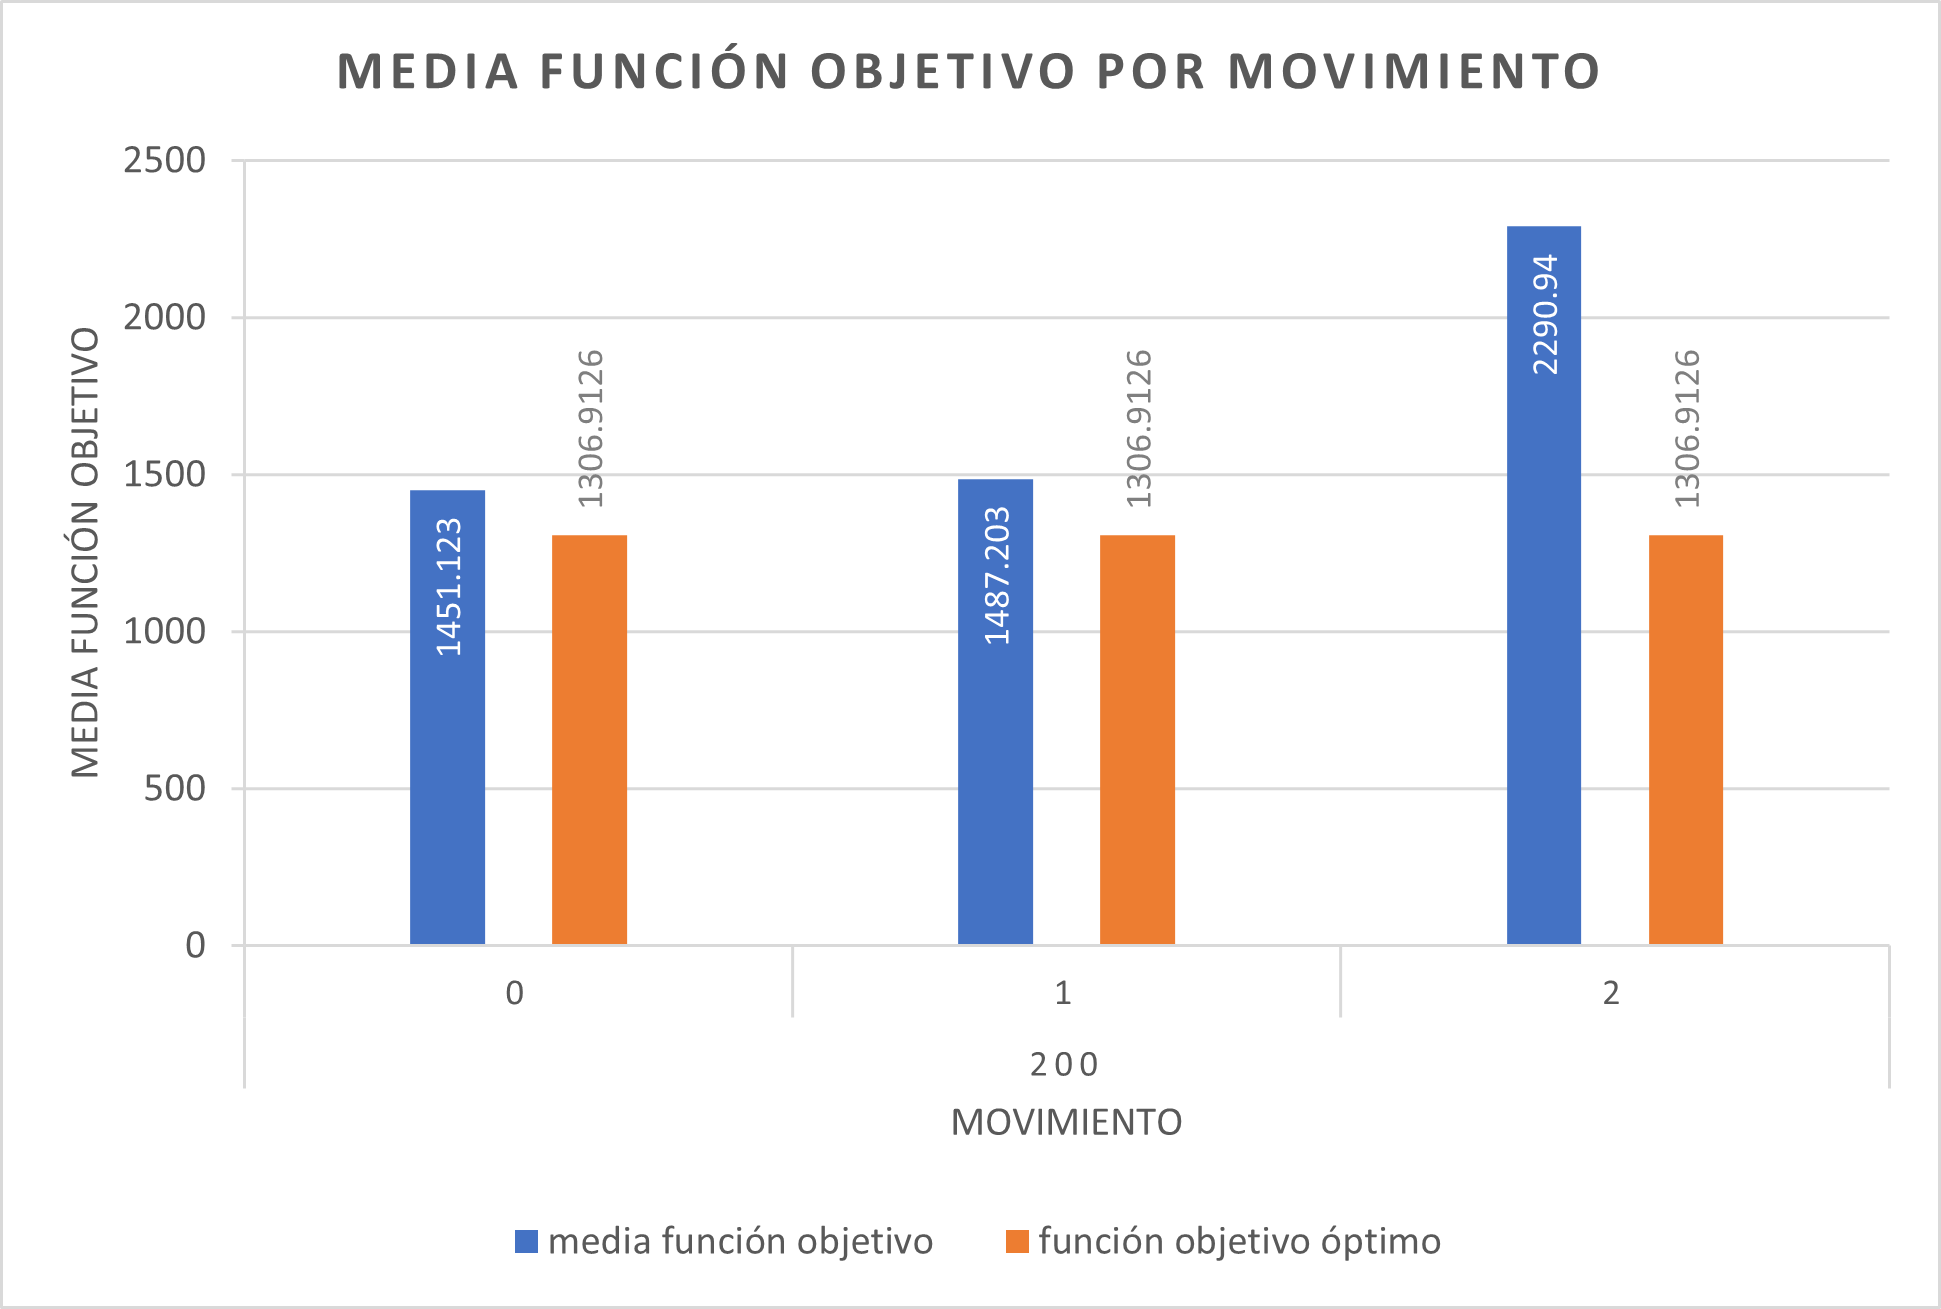 MEDIA FUNCIÓN OBJETIVO POR MOVIMIENTO
MEDIA FUNCIÓN OBJETIVO
2500
2000
1500
1000
500
0
1451.123
1306.9126
1487.203
1306.9126
2290.94
1306.9126
0 1 2
200
MOVIMIENTO
media función objetivo función objetivo óptimo